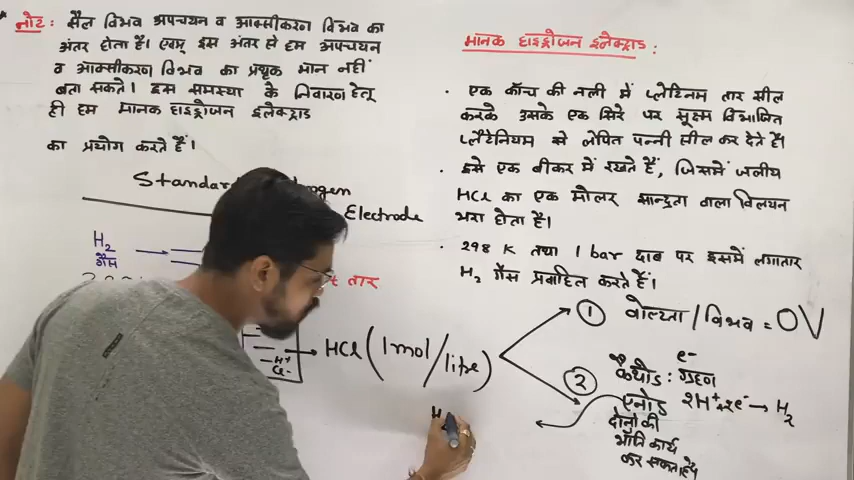 नोट: सैल विभव अपचयन व आक्सीकरण विभव का
अंतर होता है। एवम् इस अंतर से हम अपचयन
व आक्सीकरण विभव का प्रथृक मान नहीं
बता सकते। इस समस्या के निवारण हेतू
ही हम मानक हाइड्रोजन इलेक्ट्राड
का प्रयोग करते हैं।
Electrode
H2
गैस
तार
H+
Cl-
HCl (1mol/litre)
मानक हाइड्रोजन इलेक्ट्राड:
एक काँच की नली में प्लेटिनम तार सील
करके उसके एक सिरे पर सूक्ष्म विभाजित
प्लैटेनियम से लेपित पन्नी सील कर देते हैं।
इसे एक बीकर में रखते हैं, जिसमें जलीय
HCl का एक मोलर सान्द्रता वाला विलयन
भरा होता है।
298 K तथा 1 bar दाब पर इसमें लगातार
H2 गैस प्रवाहित करते हैं।
① वोल्टता / विभव = 0V
② कैथोड: e- ग्रहण
एनोड 2H+ + 2e- → H2
दोनो की
भाँति कार्य
कर सकता है
H